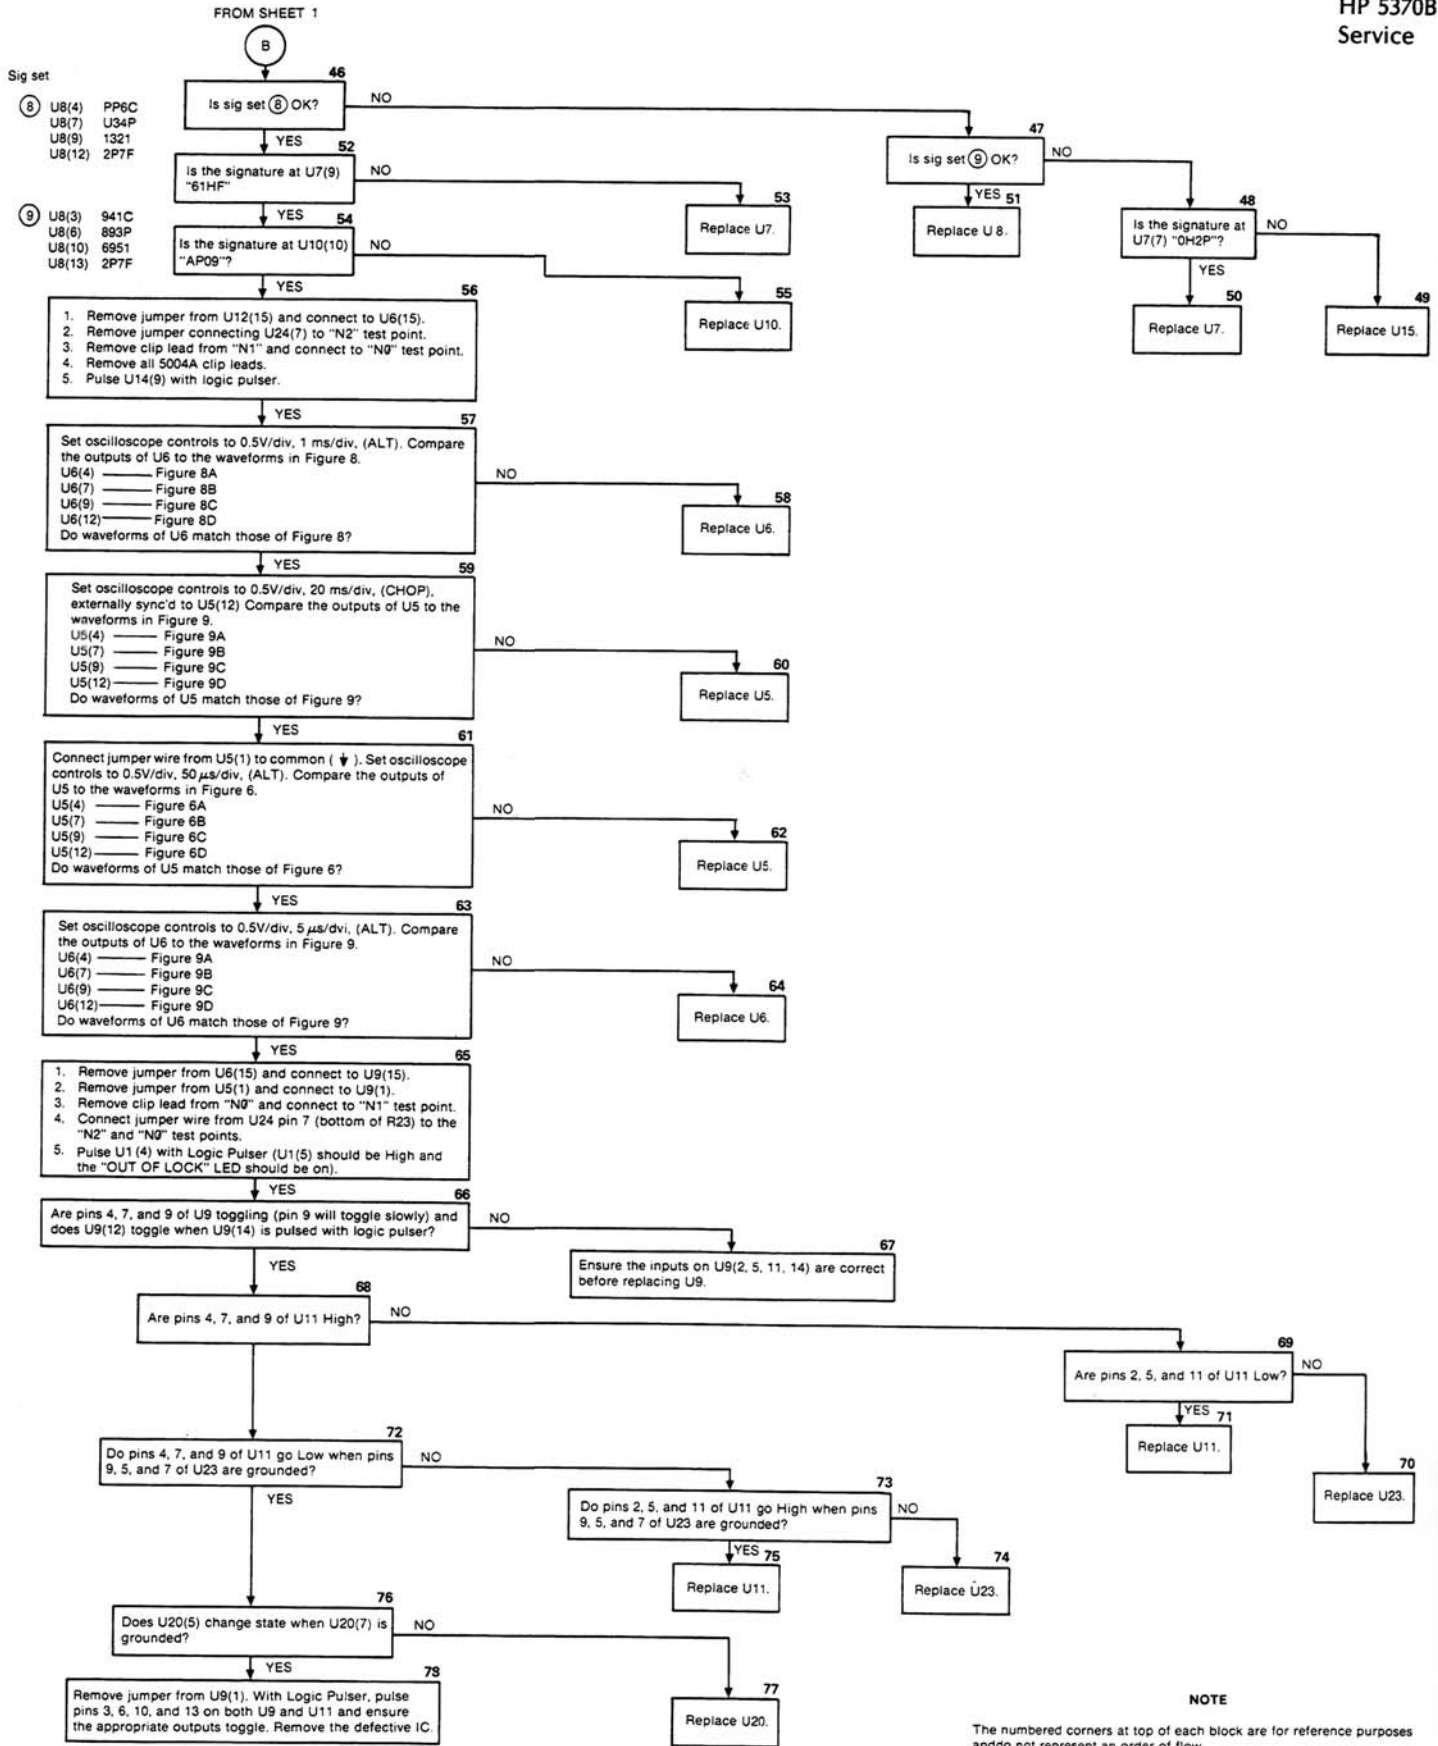 HP 5370B
Service
FROM SHEET 1
B
Sig set
8 U8(4) PP6C
U8(7) U34P
U8(9) 1321
U8(12) 2P7F
9 U8(3) 941C
U8(6) 893P
U8(10) 6951
U8(13) 2P7F
46
Is sig set 8 OK?
NO
YES
47
Is sig set 9 OK?
NO
YES
52
Is the signature at U7(9)
"61HF"
NO
YES
53
Replace U7.
51
Replace U 8.
48
Is the signature at
U7(7) "0H2P"?
NO
YES
54
Is the signature at U10(10)
"AP09"?
NO
YES
55
Replace U10.
50
Replace U7.
49
Replace U15.
56
1. Remove jumper from U12(15) and connect to U6(15).
2. Remove jumper connecting U24(7) to "N2" test point.
3. Remove clip lead from "N1" and connect to "N0" test point.
4. Remove all 5004A clip leads.
5. Pulse U14(9) with logic pulser.
YES
57
Set oscilloscope controls to 0.5V/div, 1 ms/div, (ALT). Compare
the outputs of U6 to the waveforms in Figure 8.
U6(4) —— Figure 8A
U6(7) —— Figure 8B
U6(9) —— Figure 8C
U6(12) —— Figure 8D
Do waveforms of U6 match those of Figure 8?
NO
YES
58
Replace U6.
59
Set oscilloscope controls to 0.5V/div, 20 ms/div, (CHOP),
externally sync'd to U5(12) Compare the outputs of U5 to the
waveforms in Figure 9.
U5(4) —— Figure 9A
U5(7) —— Figure 9B
U5(9) —— Figure 9C
U5(12) —— Figure 9D
Do waveforms of U5 match those of Figure 9?
NO
YES
60
Replace U5.
61
Connect jumper wire from U5(1) to common ( ). Set oscilloscope
controls to 0.5V/div, 50 µs/div, (ALT). Compare the outputs of
U5 to the waveforms in Figure 6.
U5(4) —— Figure 6A
U5(7) —— Figure 6B
U5(9) —— Figure 6C
U5(12) —— Figure 6D
Do waveforms of U5 match those of Figure 6?
NO
YES
62
Replace U5.
63
Set oscilloscope controls to 0.5V/div, 5 µs/dvi, (ALT). Compare
the outputs of U6 to the waveforms in Figure 9.
U6(4) —— Figure 9A
U6(7) —— Figure 9B
U6(9) —— Figure 9C
U6(12) —— Figure 9D
Do waveforms of U6 match those of Figure 9?
NO
YES
64
Replace U6.
65
1. Remove jumper from U6(15) and connect to U9(15).
2. Remove jumper from U5(1) and connect to U9(1).
3. Remove clip lead from "N0" and connect to "N1" test point.
4. Connect jumper wire from U24 pin 7 (bottom of R23) to the
"N2" and "N0" test points.
5. Pulse U1 (4) with Logic Pulser (U1(5) should be High and
the "OUT OF LOCK" LED should be on).
YES
66
Are pins 4, 7, and 9 of U9 toggling (pin 9 will toggle slowly) and
does U9(12) toggle when U9(14) is pulsed with logic pulser?
NO
YES
67
Ensure the inputs on U9(2, 5, 11, 14) are correct
before replacing U9.
68
Are pins 4, 7, and 9 of U11 High?
NO
69
Are pins 2, 5, and 11 of U11 Low?
NO
YES
71
Replace U11.
70
Replace U23.
72
Do pins 4, 7, and 9 of U11 go Low when pins
9, 5, and 7 of U23 are grounded?
NO
YES
73
Do pins 2, 5, and 11 of U11 go High when pins
9, 5, and 7 of U23 are grounded?
NO
YES
75
Replace U11.
74
Replace U23.
76
Does U20(5) change state when U20(7) is
grounded?
NO
YES
77
Replace U20.
78
Remove jumper from U9(1). With Logic Pulser, pulse
pins 3, 6, 10, and 13 on both U9 and U11 and ensure
the appropriate outputs toggle. Remove the defective IC.
NOTE
The numbered corners at top of each block are for reference purposes
anddo not represent an order of flow.